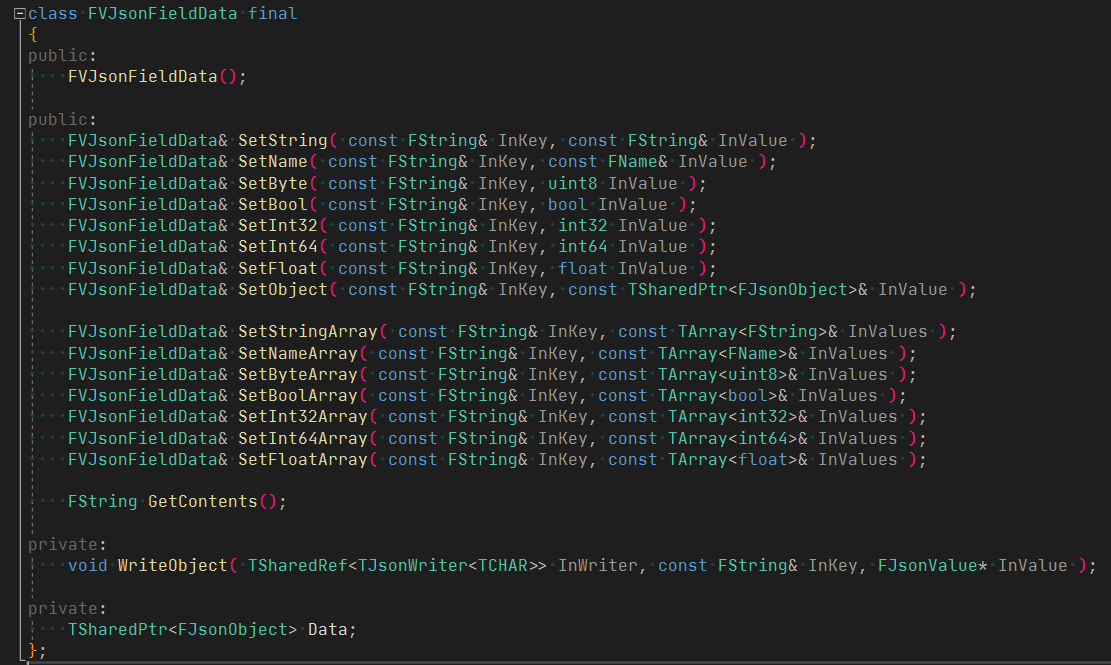 class FVJsonFieldData final
{
public:
FVJsonFieldData();
public:
FVJsonFieldData& SetString( const FString& InKey, const FString& InValue );
FVJsonFieldData& SetName( const FString& InKey, const FName& InValue );
FVJsonFieldData& SetByte( const FString& InKey, uint8 InValue );
FVJsonFieldData& SetBool( const FString& InKey, bool InValue );
FVJsonFieldData& SetInt32( const FString& InKey, int32 InValue );
FVJsonFieldData& SetInt64( const FString& InKey, int64 InValue );
FVJsonFieldData& SetFloat( const FString& InKey, float InValue );
FVJsonFieldData& SetObject( const FString& InKey, const TSharedPtr<FJsonObject>& InValue );
FVJsonFieldData& SetStringArray( const FString& InKey, const TArray<FString>& InValues );
FVJsonFieldData& SetNameArray( const FString& InKey, const TArray<FName>& InValues );
FVJsonFieldData& SetByteArray( const FString& InKey, const TArray<uint8>& InValues );
FVJsonFieldData& SetBoolArray( const FString& InKey, const TArray<bool>& InValues );
FVJsonFieldData& SetInt32Array( const FString& InKey, const TArray<int32>& InValues );
FVJsonFieldData& SetInt64Array( const FString& InKey, const TArray<int64>& InValues );
FVJsonFieldData& SetFloatArray( const FString& InKey, const TArray<float>& InValues );
FString GetContents();
private:
void WriteObject( TSharedRef<TJsonWriter<TCHAR>> InWriter, const FString& InKey, FJsonValue* InValue );
private:
TSharedPtr<FJsonObject> Data;
};